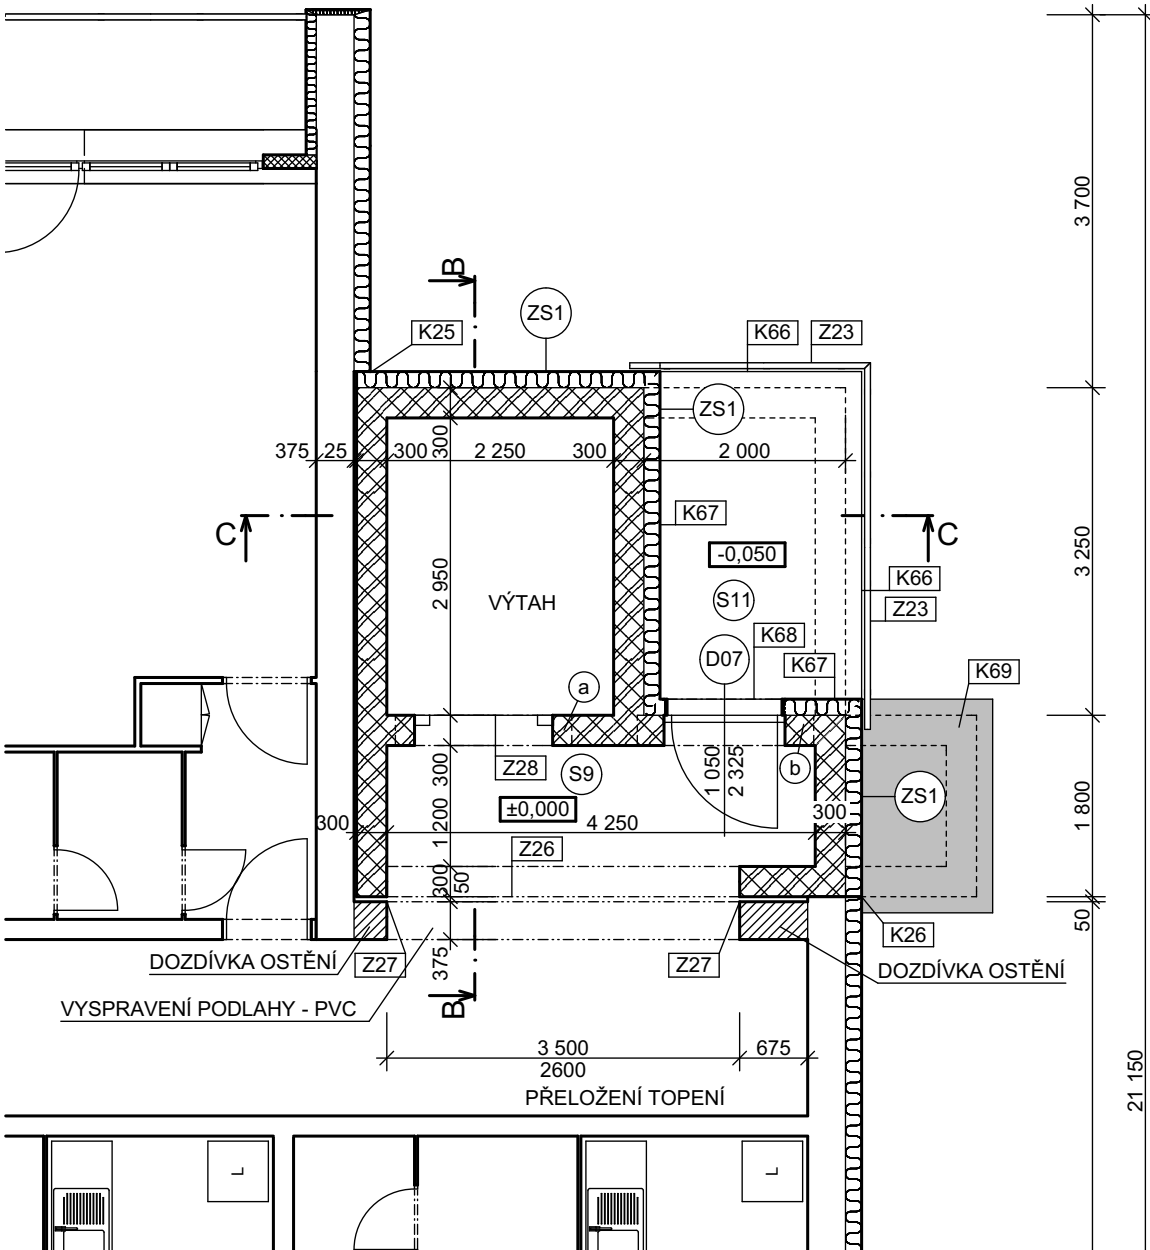 B
ZS1
K25
K66
Z23
3 700
ZS1
375
25
300
300
2 250
300
2 000
C
K67
C
-0,050
3 250
2 950
VÝTAH
S11
K66
Z23
K68
D07
K67
K69
a
300
Z28
S9
1 050
2 325
b
ZS1
±0,000
300
1 200
4 250
300
1 800
Z26
300
50
50
K26
DOZDÍVKA OSTĚNÍ
Z27
375
Z27
DOZDÍVKA OSTĚNÍ
VYSPRAVENÍ PODLAHY - PVC
B
3 500
675
2600
PŘELOŽENÍ TOPENÍ
21 150
L
L